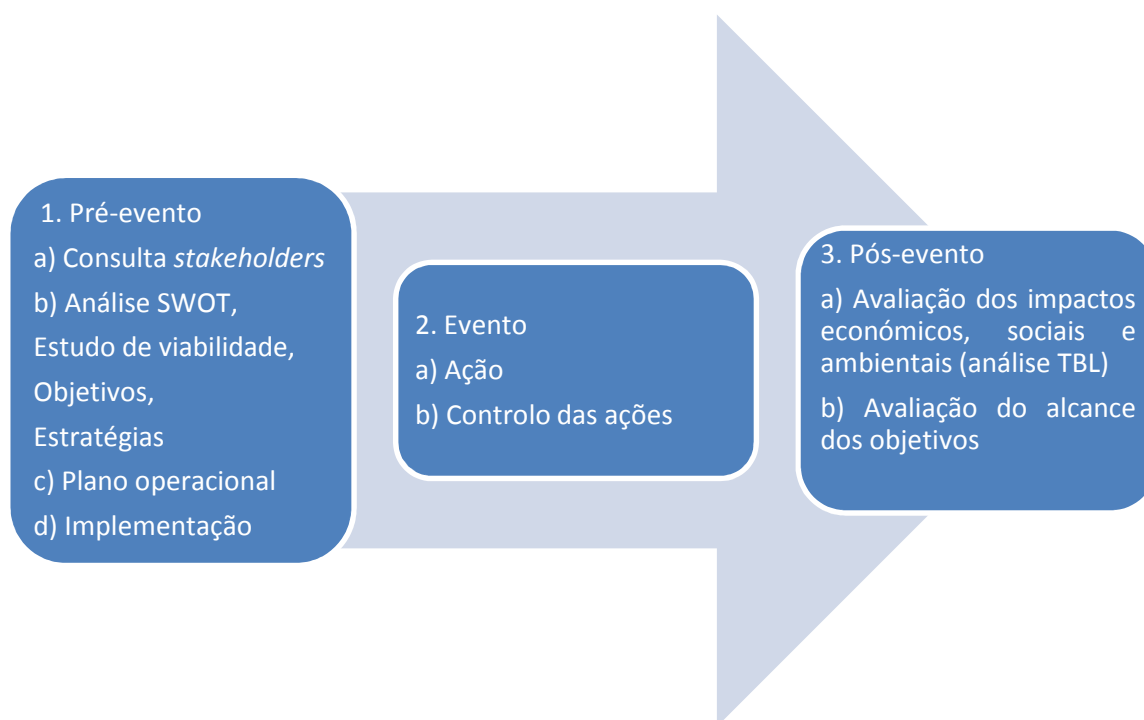 1. Pré-evento
a) Consulta stakeholders
b) Análise SWOT,
Estudo de viabilidade,
Objetivos,
Estratégias
c) Plano operacional
d) Implementação
2. Evento
a) Ação
b) Controlo das ações
3. Pós-evento
a) Avaliação dos impactos
económicos, sociais e
ambientais (análise TBL)
b) Avaliação do alcance
dos objetivos